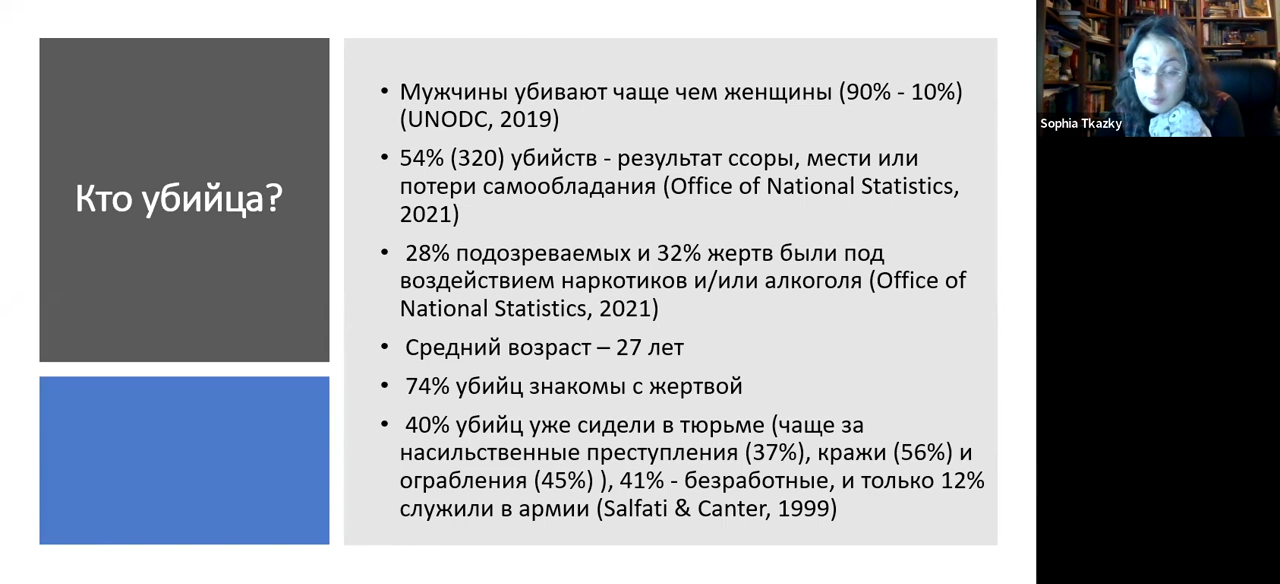 Кто убийца?
• Мужчины убивают чаще чем женщины (90% - 10%)
(UNODC, 2019)
• 54% (320) убийств - результат ссоры, мести или
потери самообладания (Office of National Statistics,
2021)
• 28% подозреваемых и 32% жертв были под
воздействием наркотиков и/или алкоголя (Office of
National Statistics, 2021)
• Средний возраст – 27 лет
• 74% убийц знакомы с жертвой
• 40% убийц уже сидели в тюрьме (чаще за
насильственные преступления (37%), кражи (56%) и
ограбления (45%) ), 41% - безработные, и только 12%
служили в армии (Salfati & Canter, 1999)
Sophia Tkazky